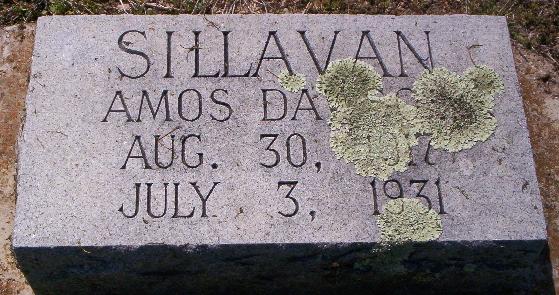 SILLAVAN
AMOS
AUG. 30,
JULY 3, 1931